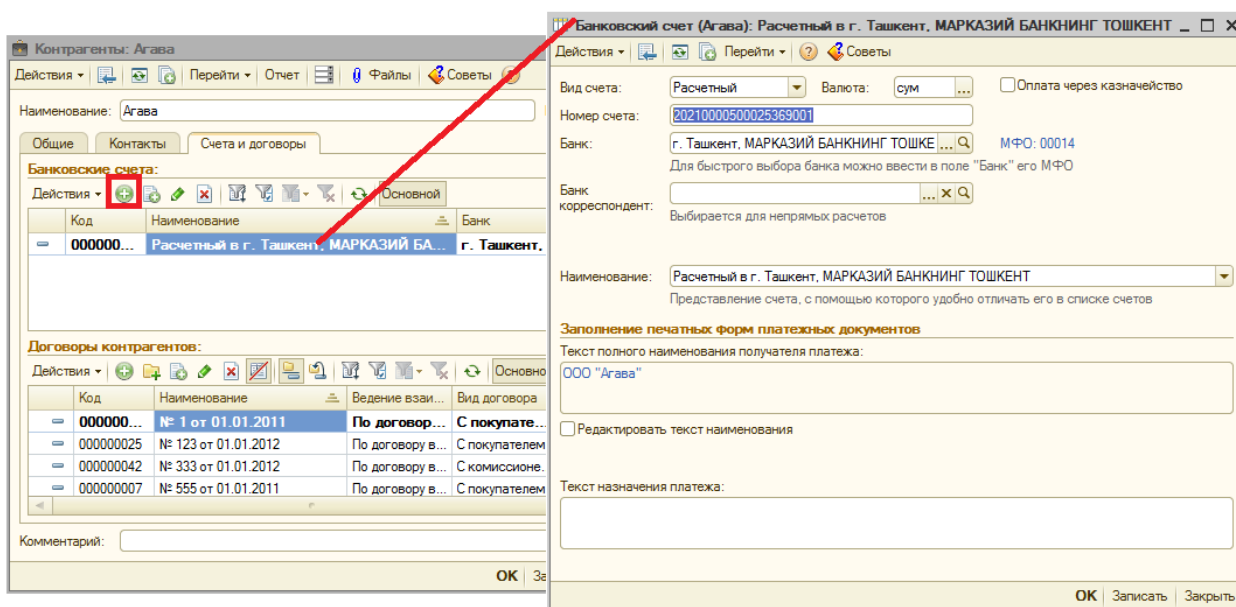 Контрагенты: Агава
Действия Перейти Отчет Файлы Советы
Наименование: Агава
Общие Контакты Счета и договоры
Банковские счета:
Действия Основной
Код Наименование Банк
000000... Расчетный в г. Ташкент, МАРКАЗИЙ БА... г. Ташкент,
Договоры контрагентов:
Действия Основно
Код Наименование Ведение взаи... Вид договора
000000... № 1 от 01.01.2011 По договор... С покупате...
000000025 № 123 от 01.01.2012 По договору в... С покупателем
000000042 № 333 от 01.01.2012 По договору в... С комиссионе.
000000007 № 555 от 01.01.2011 По договору в... С покупателем
Комментарий:
OK За
Банковский счет (Агава): Расчетный в г. Ташкент, МАРКАЗИЙ БАНКНИНГ ТОШКЕНТ
Действия Перейти Советы
Вид счета: Расчетный Валюта: сум ... Оплата через казначейство
Номер счета: 20210000500025369001
Банк: г. Ташкент, МАРКАЗИЙ БАНКНИНГ ТОШКЕ ... МФО: 00014
Для быстрого выбора банка можно ввести в поле "Банк" его МФО
Банк
корреспондент: ...
Выбирается для непрямых расчетов
Наименование: Расчетный в г. Ташкент, МАРКАЗИЙ БАНКНИНГ ТОШКЕНТ
Представление счета, с помощью которого удобно отличать его в списке счетов
Заполнение печатных форм платежных документов
Текст полного наименования получателя платежа:
ООО "Агава"
Редактировать текст наименования
Текст назначения платежа:
OK Записать Закрыть